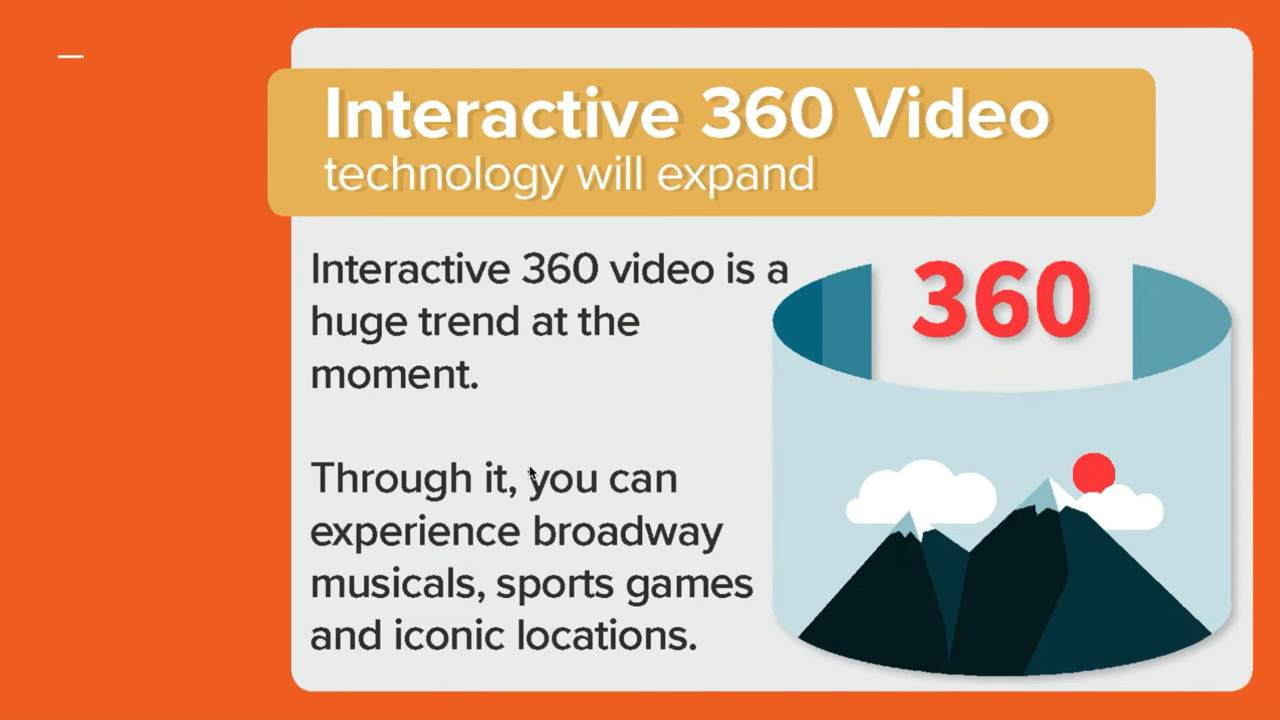 Interactive 360 Video
technology will expand
Interactive 360 video is a
huge trend at the
moment.
Through it, you can
experience broadway
musicals, sports games
and iconic locations.
360